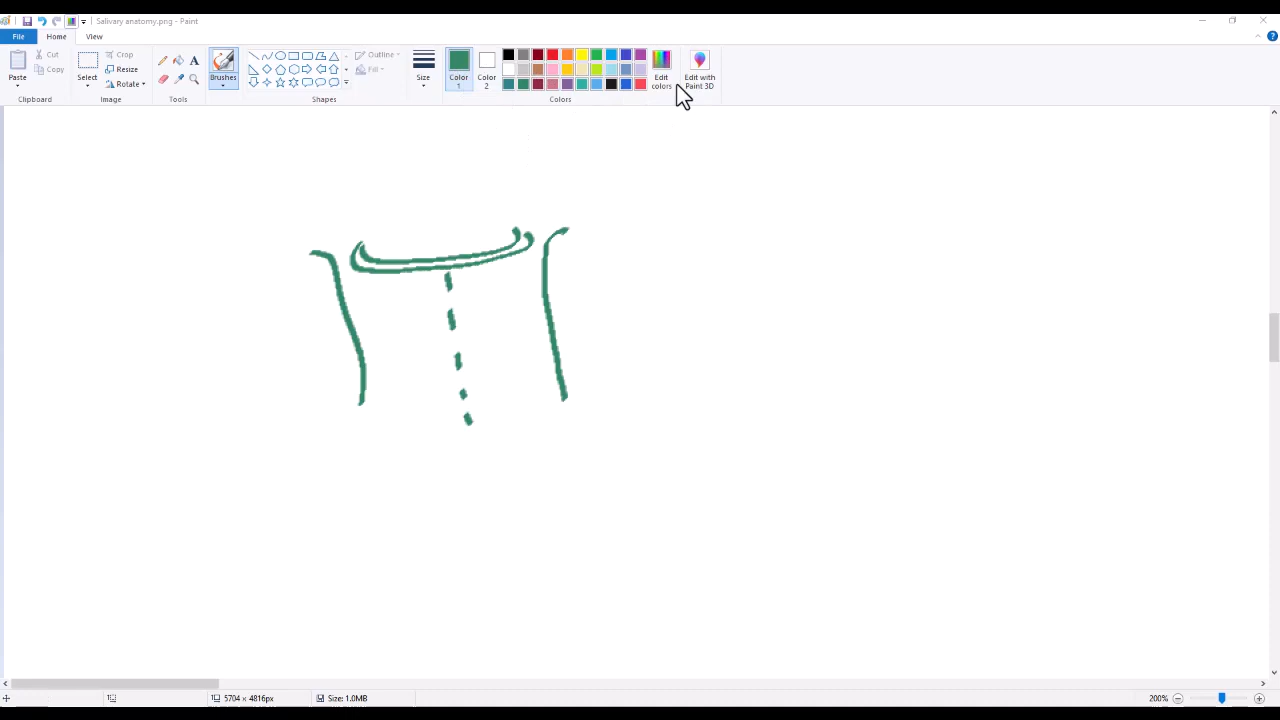 Salivary anatomy.png - Paint
File Home View
Paste
Cut
Copy
Clipboard
Select
Crop
Resize
Rotate
Image
A
Tools
Brushes
Outline
Fill
Shapes
Size
Color
1
Color
2
Colors
Edit
colors
Edit with
Paint 3D
5704 × 4816px
Size: 1.0MB
200%